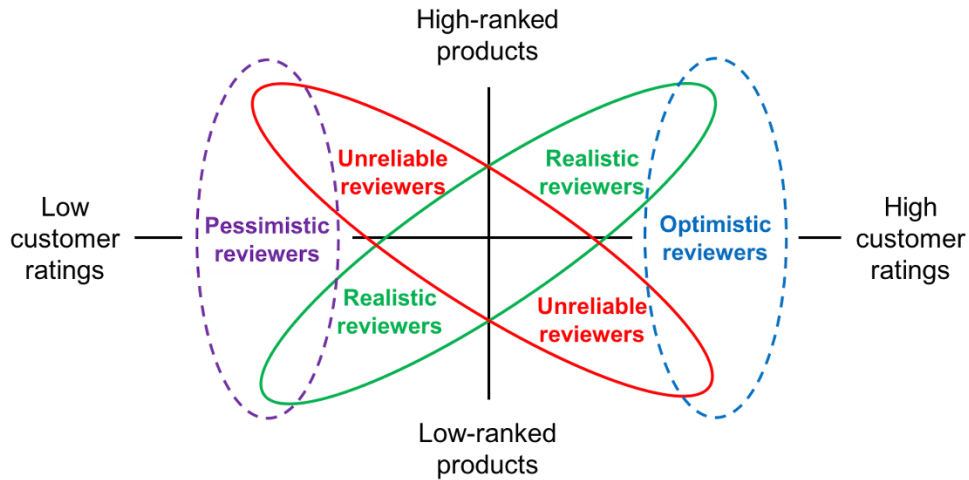 High-ranked
products
Unreliable
reviewers
Realistic
reviewers
Low
customer
ratings
Pessimistic
reviewers
Optimistic
reviewers
High
customer
ratings
Realistic
reviewers
Unreliable
reviewers
Low-ranked
products